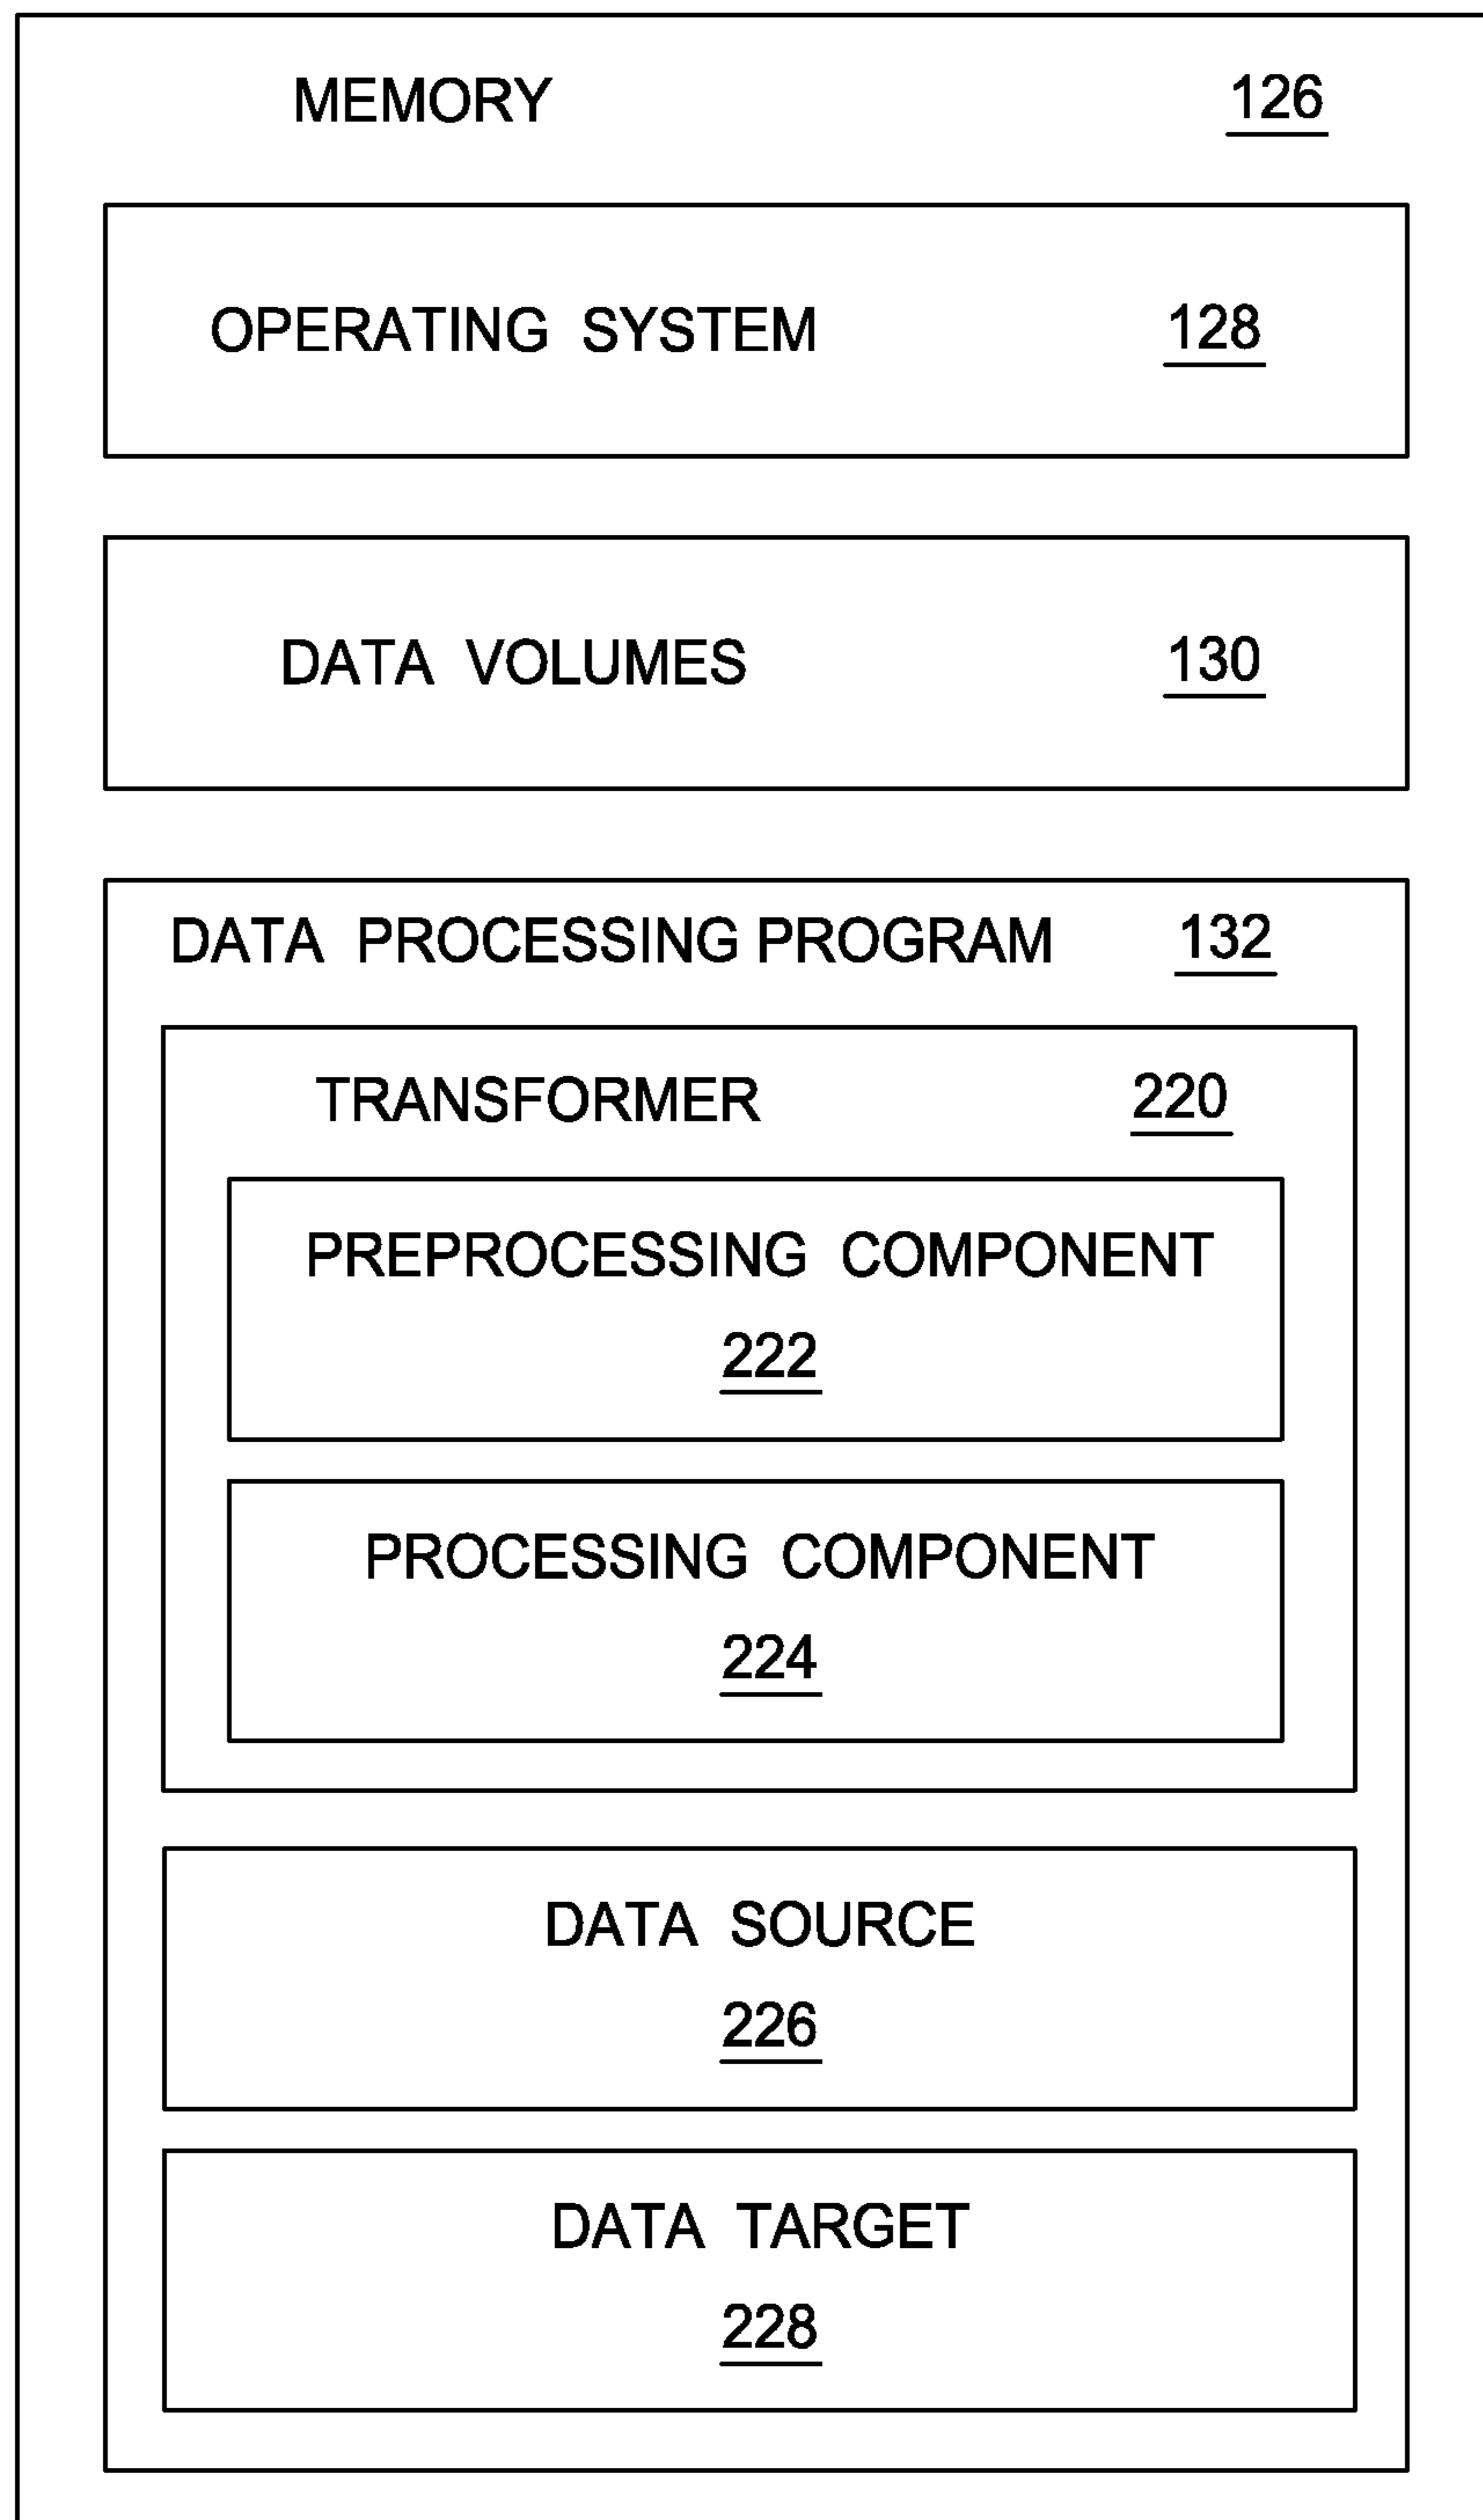 MEMORY 126
OPERATING SYSTEM 128
DATA VOLUMES 130
DATA PROCESSING PROGRAM 132
TRANSFORMER 220
PREPROCESSING COMPONENT
222
PROCESSING COMPONENT
224
DATA SOURCE
226
DATA TARGET
228